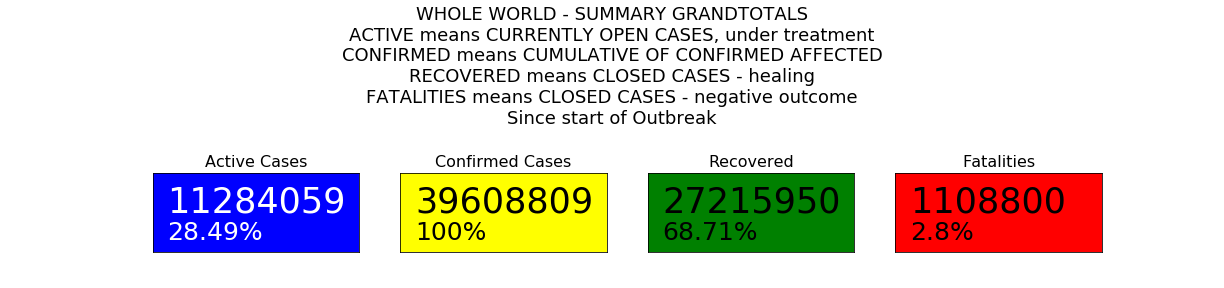 WHOLE WORLD - SUMMARY GRANDTOTALS
ACTIVE means CURRENTLY OPEN CASES, under treatment
CONFIRMED means CUMULATIVE OF CONFIRMED AFFECTED
RECOVERED means CLOSED CASES - healing
FATALITIES means CLOSED CASES - negative outcome
Since start of Outbreak
Active Cases
11284059
28.49%
Confirmed Cases
39608809
100%
Recovered
27215950
68.71%
Fatalities
1108800
2.8%